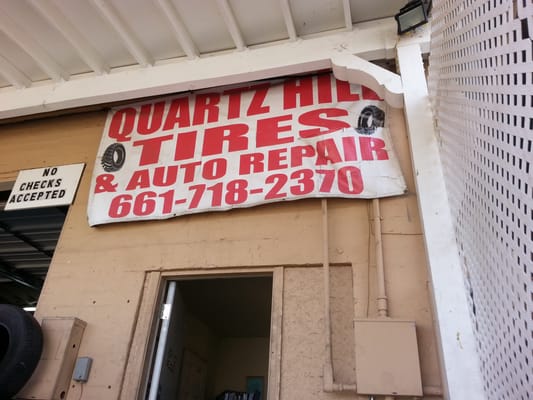 QUARTZ HILL
TIRES
& AUTO REPAIR
661-718-2370
NO
CHECKS
ACCEPTED